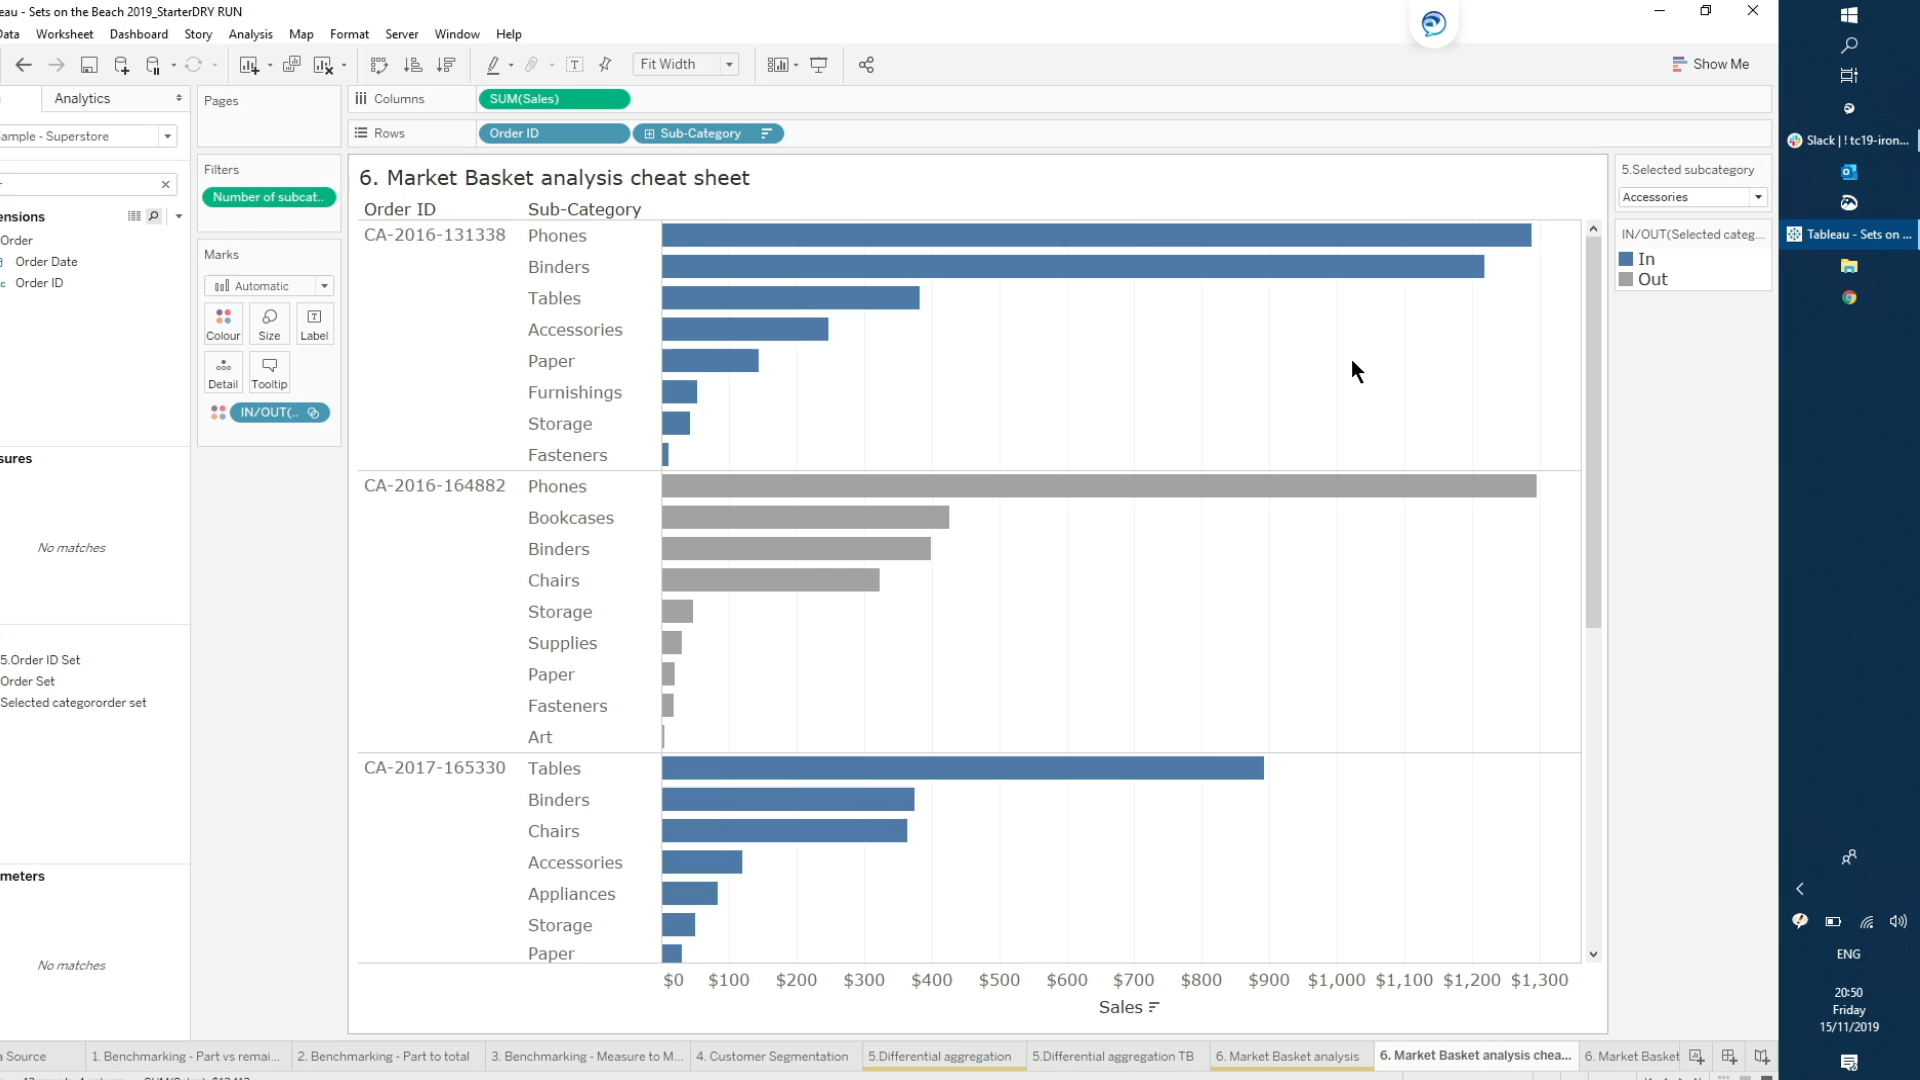 eau - Sets on the Beach 2019_StarterDRY RUN
Data Worksheet Dashboard Story Analysis Map Format Server Window Help
Fit Width
Show Me
Analytics
ample - Superstore
ensions
Order
Order Date
Order ID
sures
No matches
5.Order ID Set
Order Set
Selected categororder set
meters
No matches
Pages
Filters
Number of subcat..
Marks
Automatic
Colour Size Label
Detail Tooltip
IN/OUT(..
Columns SUM(Sales)
Rows Order ID Sub-Category
6. Market Basket analysis cheat sheet
Order ID Sub-Category
CA-2016-131338 Phones
Binders
Tables
Accessories
Paper
Furnishings
Storage
Fasteners
CA-2016-164882 Phones
Bookcases
Binders
Chairs
Storage
Supplies
Paper
Fasteners
Art
CA-2017-165330 Tables
Binders
Chairs
Accessories
Appliances
Storage
Paper
$0 $100 $200 $300 $400 $500 $600 $700 $800 $900 $1,000 $1,100 $1,200 $1,300
Sales
5.Selected subcategory
Accessories
IN/OUT(Selected categ...
In
Out
Slack | ! tc19-iron...
Tableau - Sets on ...
ENG
20:50
Friday
15/11/2019
a Source 1. Benchmarking - Part vs remai... 2. Benchmarking - Part to total 3. Benchmarking - Measure to M... 4. Customer Segmentation 5.Differential aggregation 5.Differential aggregation TB 6. Market Basket analysis 6. Market Basket analysis chea... 6. Market Basket